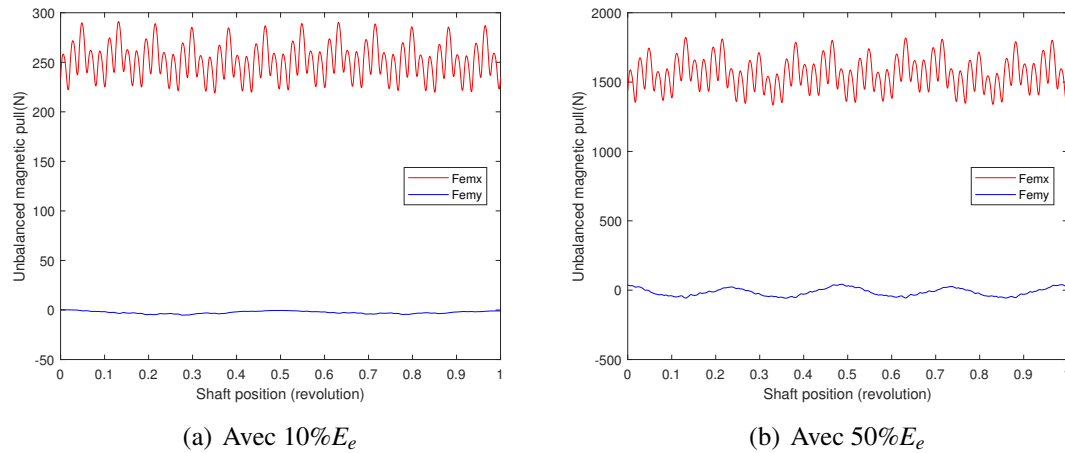 300
250
200
150
100
50
0
-50
Unbalanced magnetic pull(N)
Femx
Femy
0 0.1 0.2 0.3 0.4 0.5 0.6 0.7 0.8 0.9 1
Shaft position (revolution)
(a) Avec 10%E_e
2000
1500
1000
500
0
-500
Unbalanced magnetic pull(N)
Femx
Femy
0 0.1 0.2 0.3 0.4 0.5 0.6 0.7 0.8 0.9 1
Shaft position (revolution)
(b) Avec 50%E_e